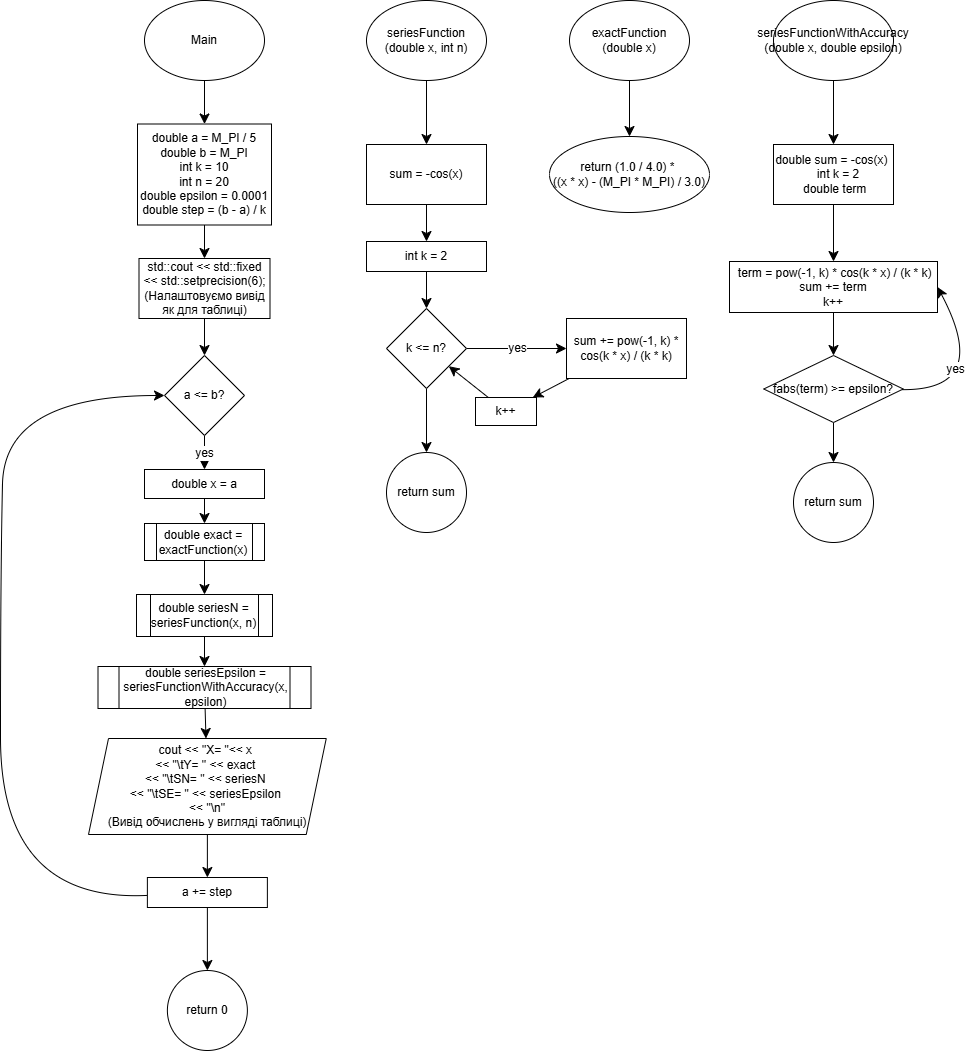 Main
double a = M_PI / 5
double b = M_PI
int k = 10
int n = 20
double epsilon = 0.0001
double step = (b - a) / k
std::cout << std::fixed
<< std::setprecision(6);
(Налаштовуємо вивід
як для таблиці)
a <= b?
yes
double x = a
double exact =
exactFunction(x)
double seriesN =
seriesFunction(x, n)
double seriesEpsilon =
seriesFunctionWithAccuracy(x,
epsilon)
cout << "X= "<< x
<< "\tY= " << exact
<< "\tSN= " << seriesN
<< "\tSE= " << seriesEpsilon
<< "\n"
(Вивід обчислень у вигляді таблиці)
a += step
return 0
seriesFunction
(double x, int n)
sum = -cos(x)
int k = 2
k <= n?
yes
sum += pow(-1, k) *
cos(k * x) / (k * k)
k++
return sum
exactFunction
(double x)
return (1.0 / 4.0) *
((x * x) - (M_PI * M_PI) / 3.0)
seriesFunctionWithAccuracy
(double x, double epsilon)
double sum = -cos(x)
int k = 2
double term
term = pow(-1, k) * cos(k * x) / (k * k)
sum += term
k++
fabs(term) >= epsilon?
yes
return sum